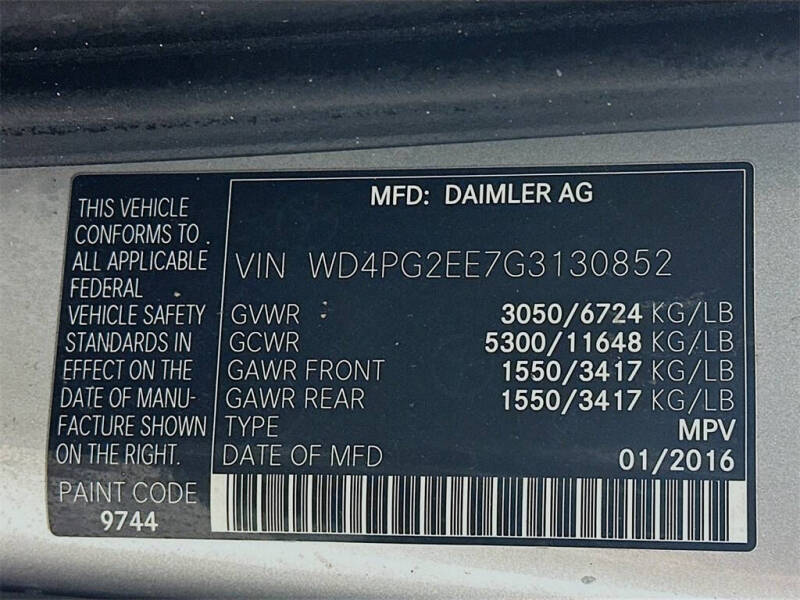 THIS VEHICLE
CONFORMS TO
ALL APPLICABLE
FEDERAL
VEHICLE SAFETY
STANDARDS IN
EFFECT ON THE
DATE OF MANU-
FACTURE SHOWN
ON THE RIGHT.
PAINT CODE
9744
MFD: DAIMLER AG
VIN WD4PG2EE7G3130852
GVWR 3050/6724 KG/LB
GCWR 5300/11648 KG/LB
GAWR FRONT 1550/3417 KG/LB
GAWR REAR 1550/3417 KG/LB
TYPE MPV
DATE OF MFD 01/2016